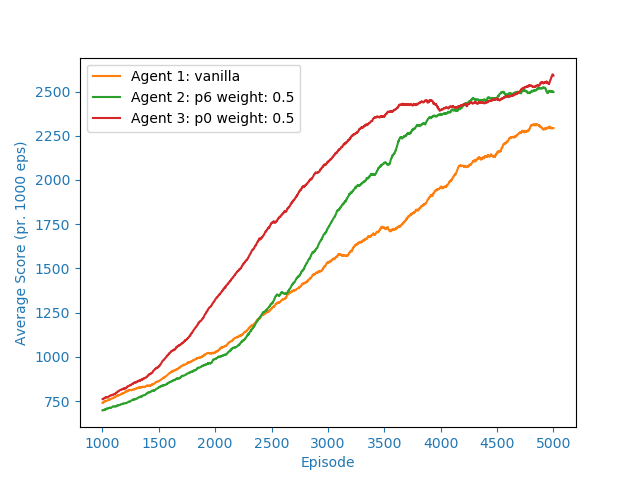 Agent 1: vanilla
Agent 2: p6 weight: 0.5
Agent 3: p0 weight: 0.5
Average Score (pr. 1000 eps)
2500
2250
2000
1750
1500
1250
1000
750
1000 1500 2000 2500 3000 3500 4000 4500 5000
Episode